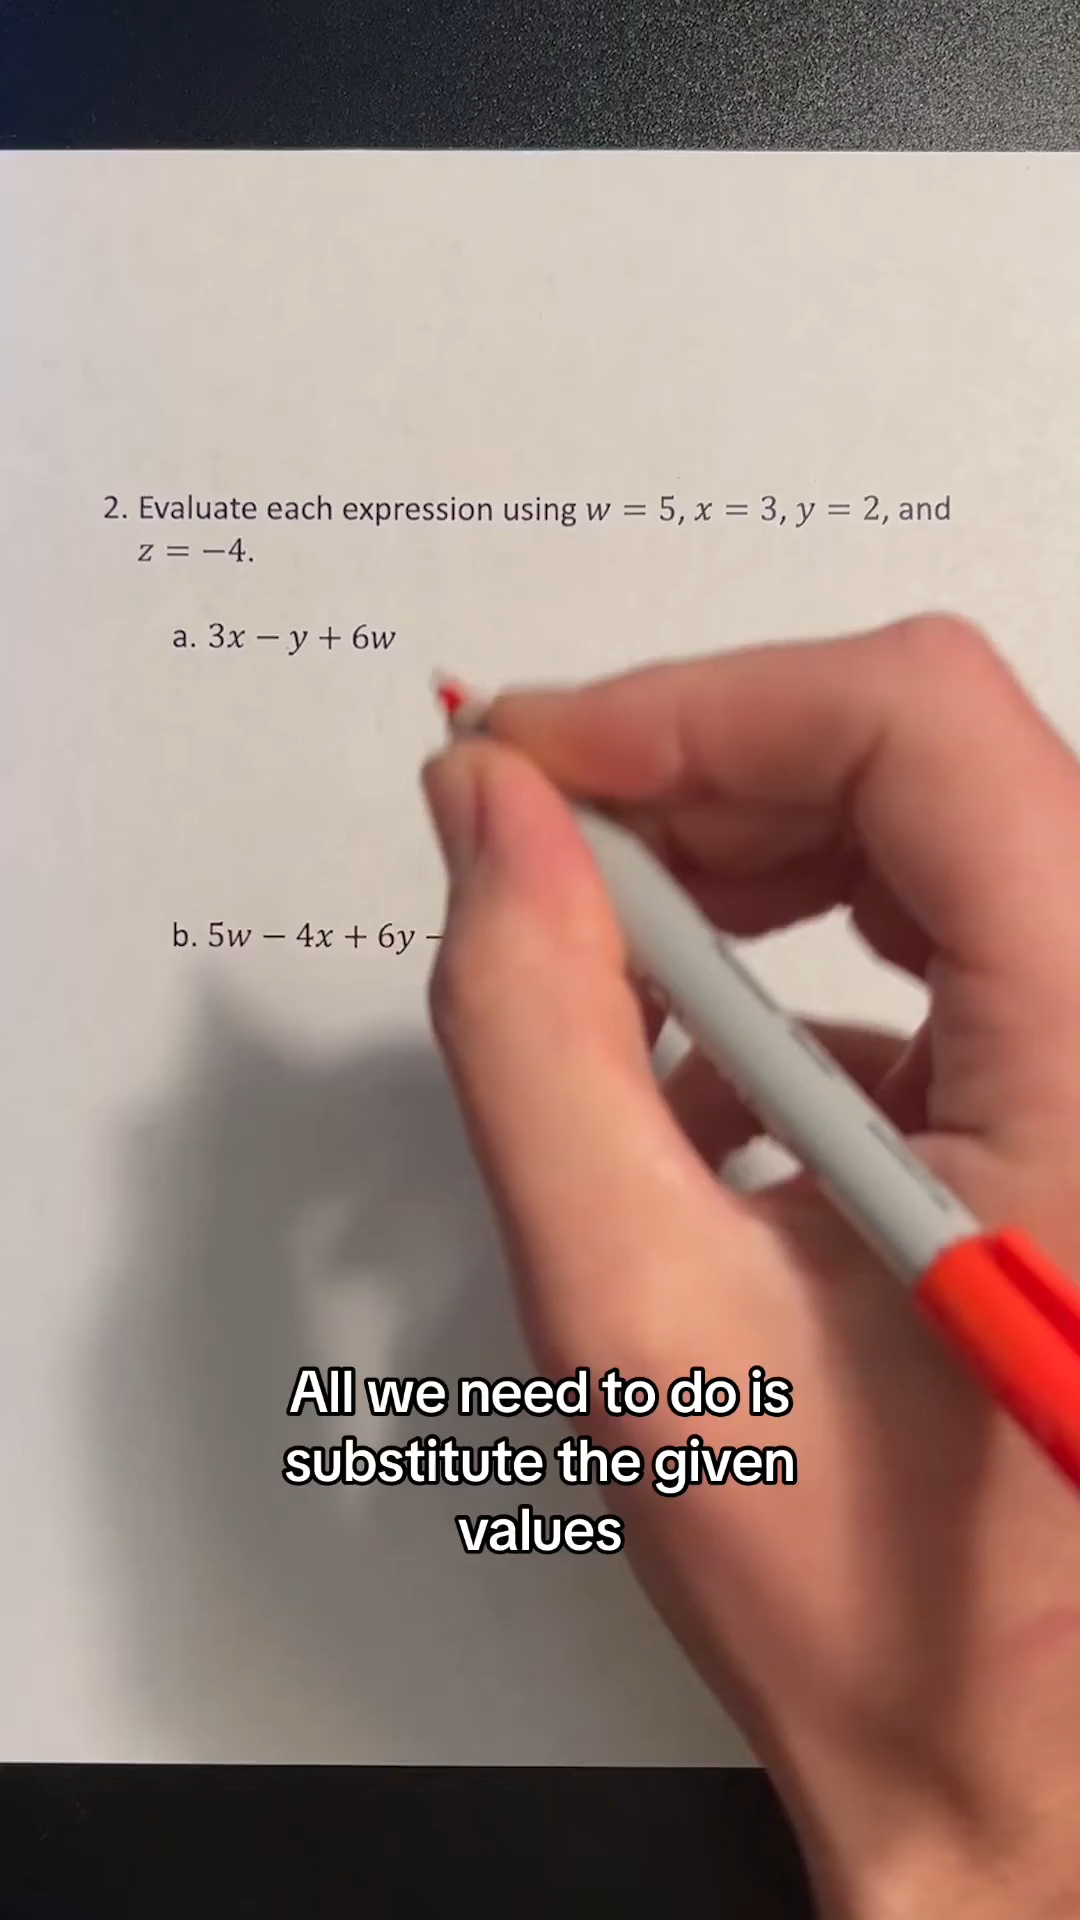 2. Evaluate each expression using w = 5, x = 3, y = 2, and
z = −4.
a. 3x − y + 6w
b. 5w − 4x + 6y −
All we need to do is
substitute the given
values